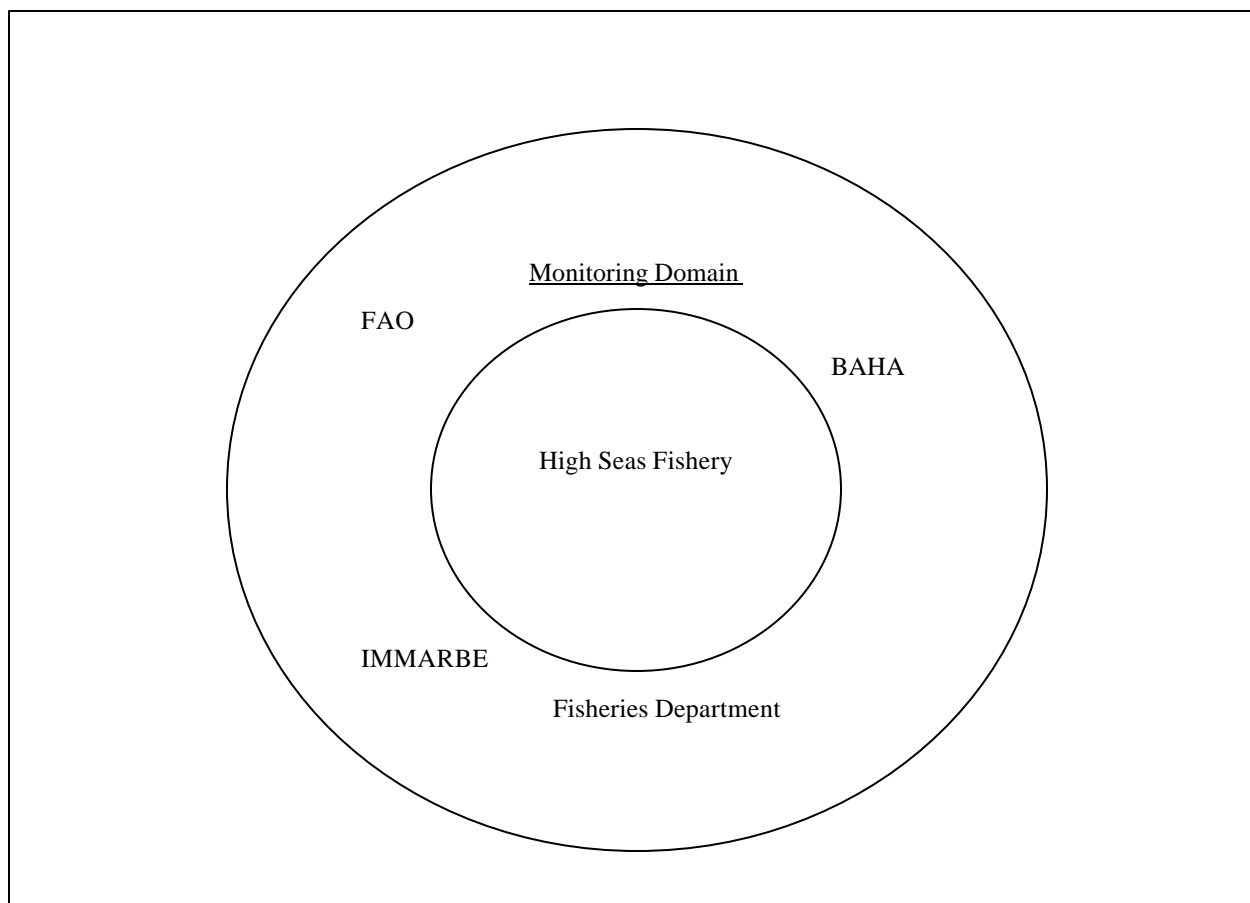 Monitoring Domain
FAO
BAHA
High Seas Fishery
IMMARBE
Fisheries Department